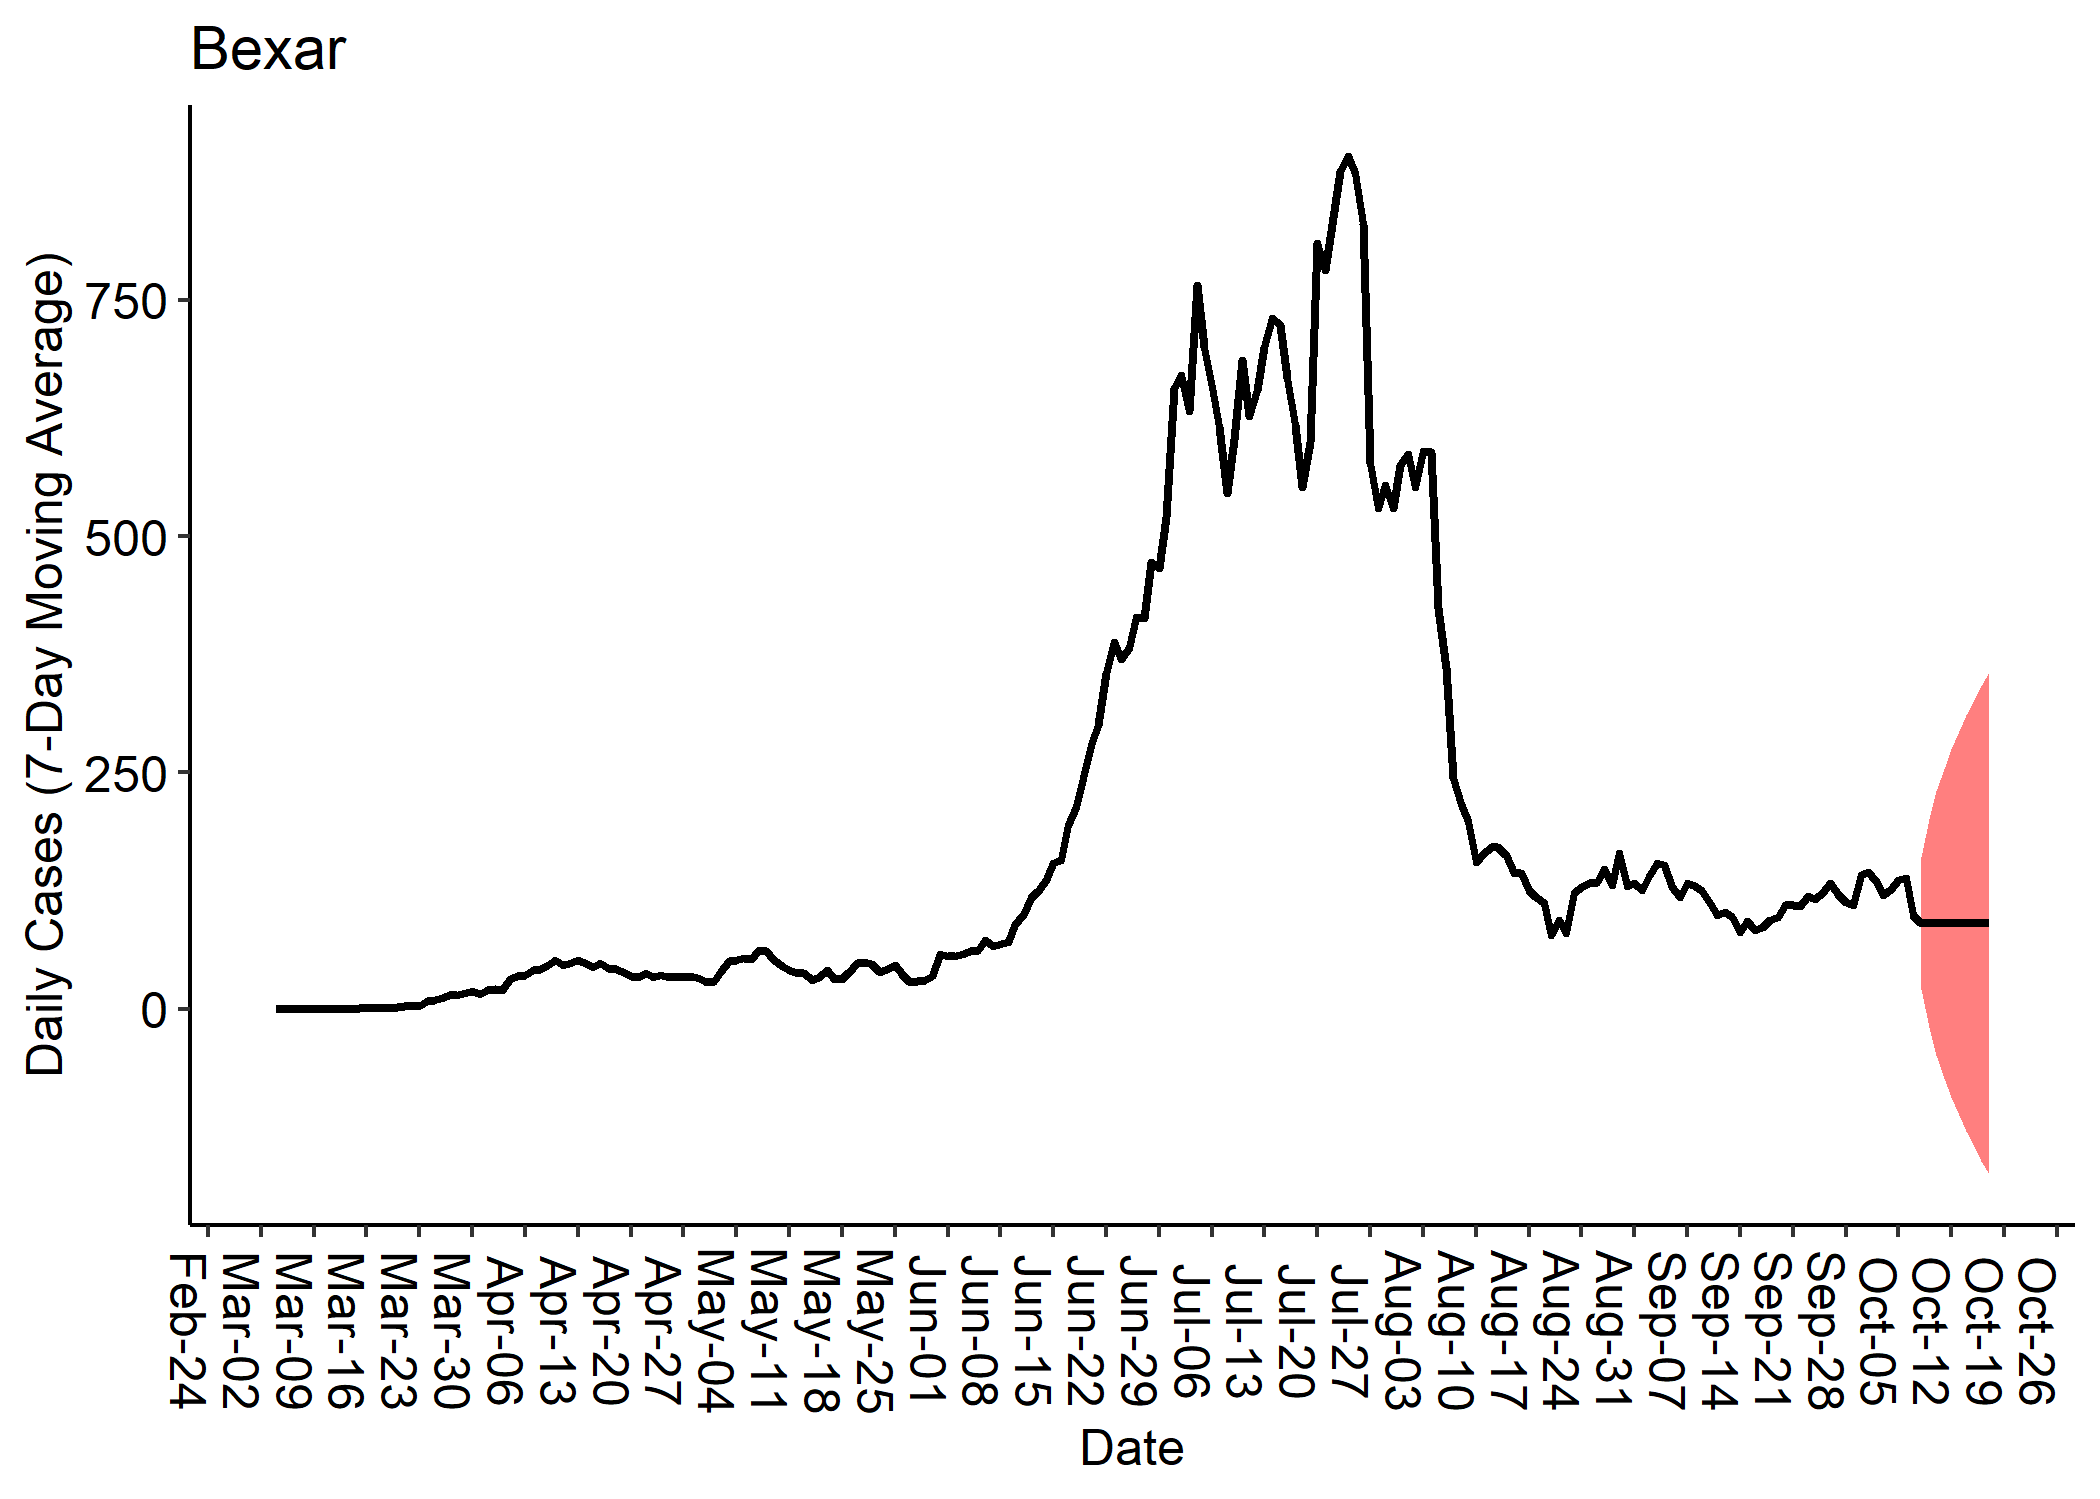 Bexar
Daily Cases (7-Day Moving Average)
750
500
250
0
Feb-24
Mar-02
Mar-09
Mar-16
Mar-23
Mar-30
Apr-06
Apr-13
Apr-20
Apr-27
May-04
May-11
May-18
May-25
Jun-01
Jun-08
Jun-15
Jun-22
Jun-29
Jul-06
Jul-13
Jul-20
Jul-27
Aug-03
Aug-10
Aug-17
Aug-24
Aug-31
Sep-07
Sep-14
Sep-21
Sep-28
Oct-05
Oct-12
Oct-19
Oct-26
Date